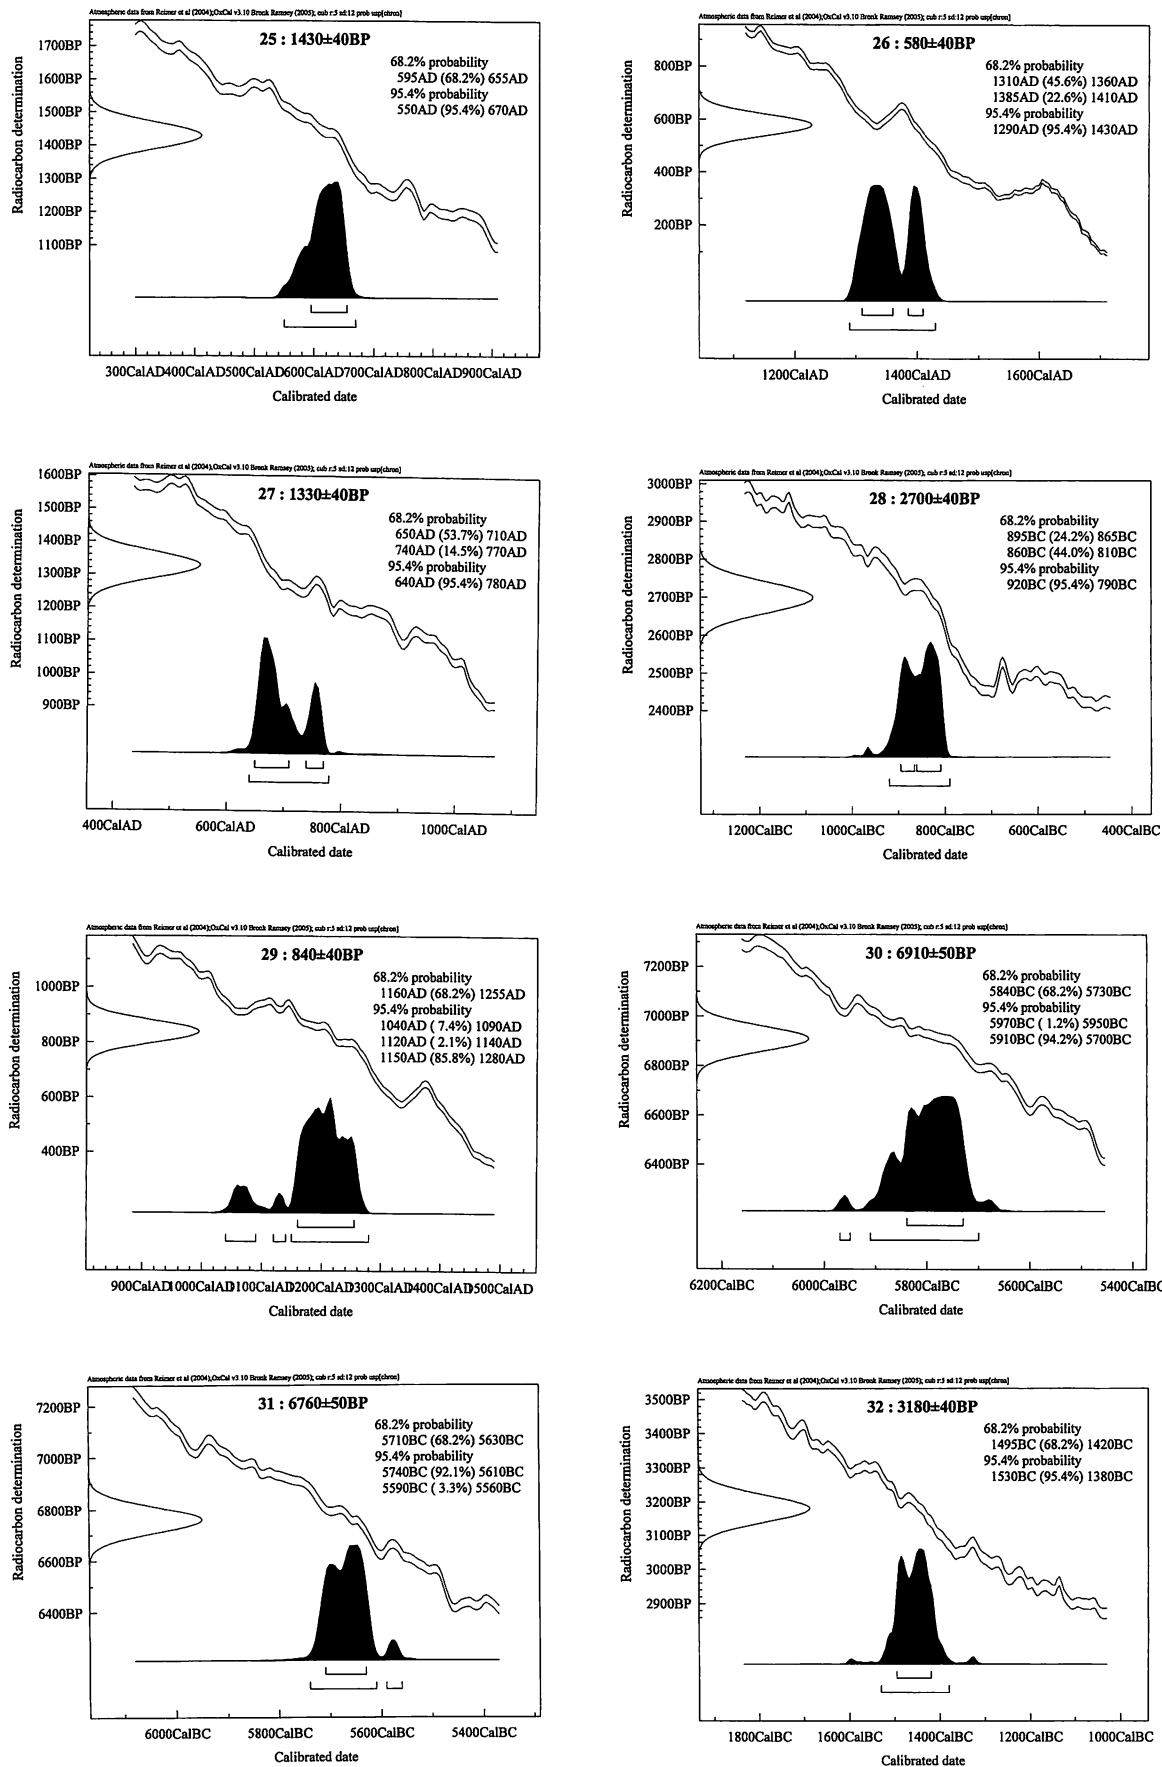 Atmospheric data from Reimer et al (2004);OxCal v3.10 Bronk Ramsey (2005); cub r:5 sd:12 prob usp[chron]
25 : 1430±40BP
68.2% probability
595AD (68.2%) 655AD
95.4% probability
550AD (95.4%) 670AD
Radiocarbon determination
1700BP
1600BP
1500BP
1400BP
1300BP
1200BP
1100BP
300CalAD 400CalAD 500CalAD 600CalAD 700CalAD 800CalAD 900CalAD
Calibrated date
Atmospheric data from Reimer et al (2004);OxCal v3.10 Bronk Ramsey (2005); cub r:5 sd:12 prob usp[chron]
26 : 580±40BP
68.2% probability
1310AD (45.6%) 1360AD
1385AD (22.6%) 1410AD
95.4% probability
1290AD (95.4%) 1430AD
Radiocarbon determination
800BP
600BP
400BP
200BP
1200CalAD 1400CalAD 1600CalAD
Calibrated date
Atmospheric data from Reimer et al (2004);OxCal v3.10 Bronk Ramsey (2005); cub r:5 sd:12 prob usp[chron]
27 : 1330±40BP
68.2% probability
650AD (53.7%) 710AD
740AD (14.5%) 770AD
95.4% probability
640AD (95.4%) 780AD
Radiocarbon determination
1600BP
1500BP
1400BP
1300BP
1200BP
1100BP
1000BP
900BP
400CalAD 600CalAD 800CalAD 1000CalAD
Calibrated date
Atmospheric data from Reimer et al (2004);OxCal v3.10 Bronk Ramsey (2005); cub r:5 sd:12 prob usp[chron]
28 : 2700±40BP
68.2% probability
895BC (24.2%) 865BC
860BC (44.0%) 810BC
95.4% probability
920BC (95.4%) 790BC
Radiocarbon determination
3000BP
2900BP
2800BP
2700BP
2600BP
2500BP
2400BP
1200CalBC 1000CalBC 800CalBC 600CalBC 400CalBC
Calibrated date
Atmospheric data from Reimer et al (2004);OxCal v3.10 Bronk Ramsey (2005); cub r:5 sd:12 prob usp[chron]
29 : 840±40BP
68.2% probability
1160AD (68.2%) 1255AD
95.4% probability
1040AD ( 7.4%) 1090AD
1120AD ( 2.1%) 1140AD
1150AD (85.8%) 1280AD
Radiocarbon determination
1000BP
800BP
600BP
400BP
900CalAD 1000CalAD 1100CalAD 1200CalAD 1300CalAD 1400CalAD 1500CalAD
Calibrated date
Atmospheric data from Reimer et al (2004);OxCal v3.10 Bronk Ramsey (2005); cub r:5 sd:12 prob usp[chron]
30 : 6910±50BP
68.2% probability
5840BC (68.2%) 5730BC
95.4% probability
5970BC ( 1.2%) 5950BC
5910BC (94.2%) 5700BC
Radiocarbon determination
7200BP
7000BP
6800BP
6600BP
6400BP
6200CalBC 6000CalBC 5800CalBC 5600CalBC 5400CalBC
Calibrated date
Atmospheric data from Reimer et al (2004);OxCal v3.10 Bronk Ramsey (2005); cub r:5 sd:12 prob usp[chron]
31 : 6760±50BP
68.2% probability
5710BC (68.2%) 5630BC
95.4% probability
5740BC (92.1%) 5610BC
5590BC ( 3.3%) 5560BC
Radiocarbon determination
7200BP
7000BP
6800BP
6600BP
6400BP
6000CalBC 5800CalBC 5600CalBC 5400CalBC
Calibrated date
Atmospheric data from Reimer et al (2004);OxCal v3.10 Bronk Ramsey (2005); cub r:5 sd:12 prob usp[chron]
32 : 3180±40BP
68.2% probability
1495BC (68.2%) 1420BC
95.4% probability
1530BC (95.4%) 1380BC
Radiocarbon determination
3500BP
3400BP
3300BP
3200BP
3100BP
3000BP
2900BP
1800CalBC 1600CalBC 1400CalBC 1200CalBC 1000CalBC
Calibrated date